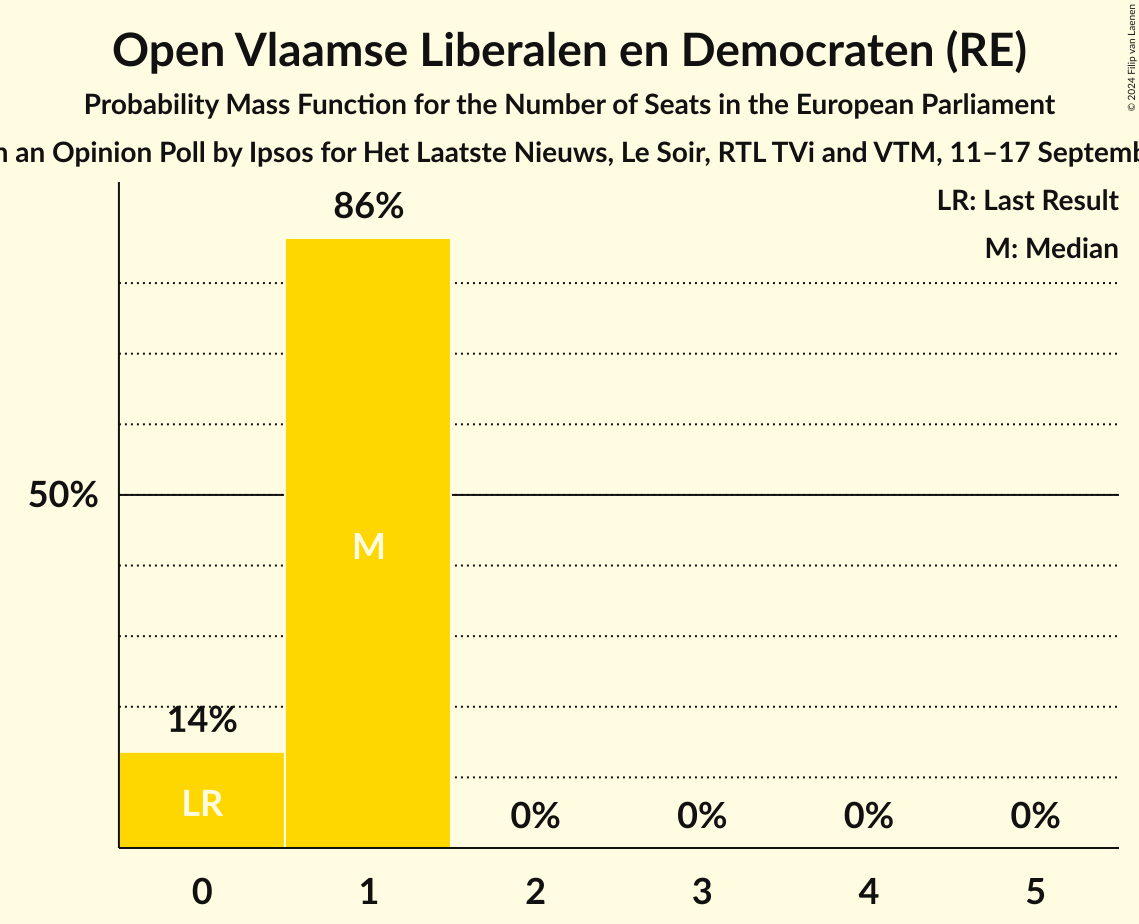 Open Vlaamse Liberalen en Democraten (RE)
Probability Mass Function for the Number of Seats in the European Parliament
an Opinion Poll by Ipsos for Het Laatste Nieuws, Le Soir, RTL TVi and VTM, 11–17
© 2024 Filip van Laenen
LR: Last Result
M: Median
86%
50%
M
14%
LR
0% 0% 0% 0%
0 1 2 3 4 5